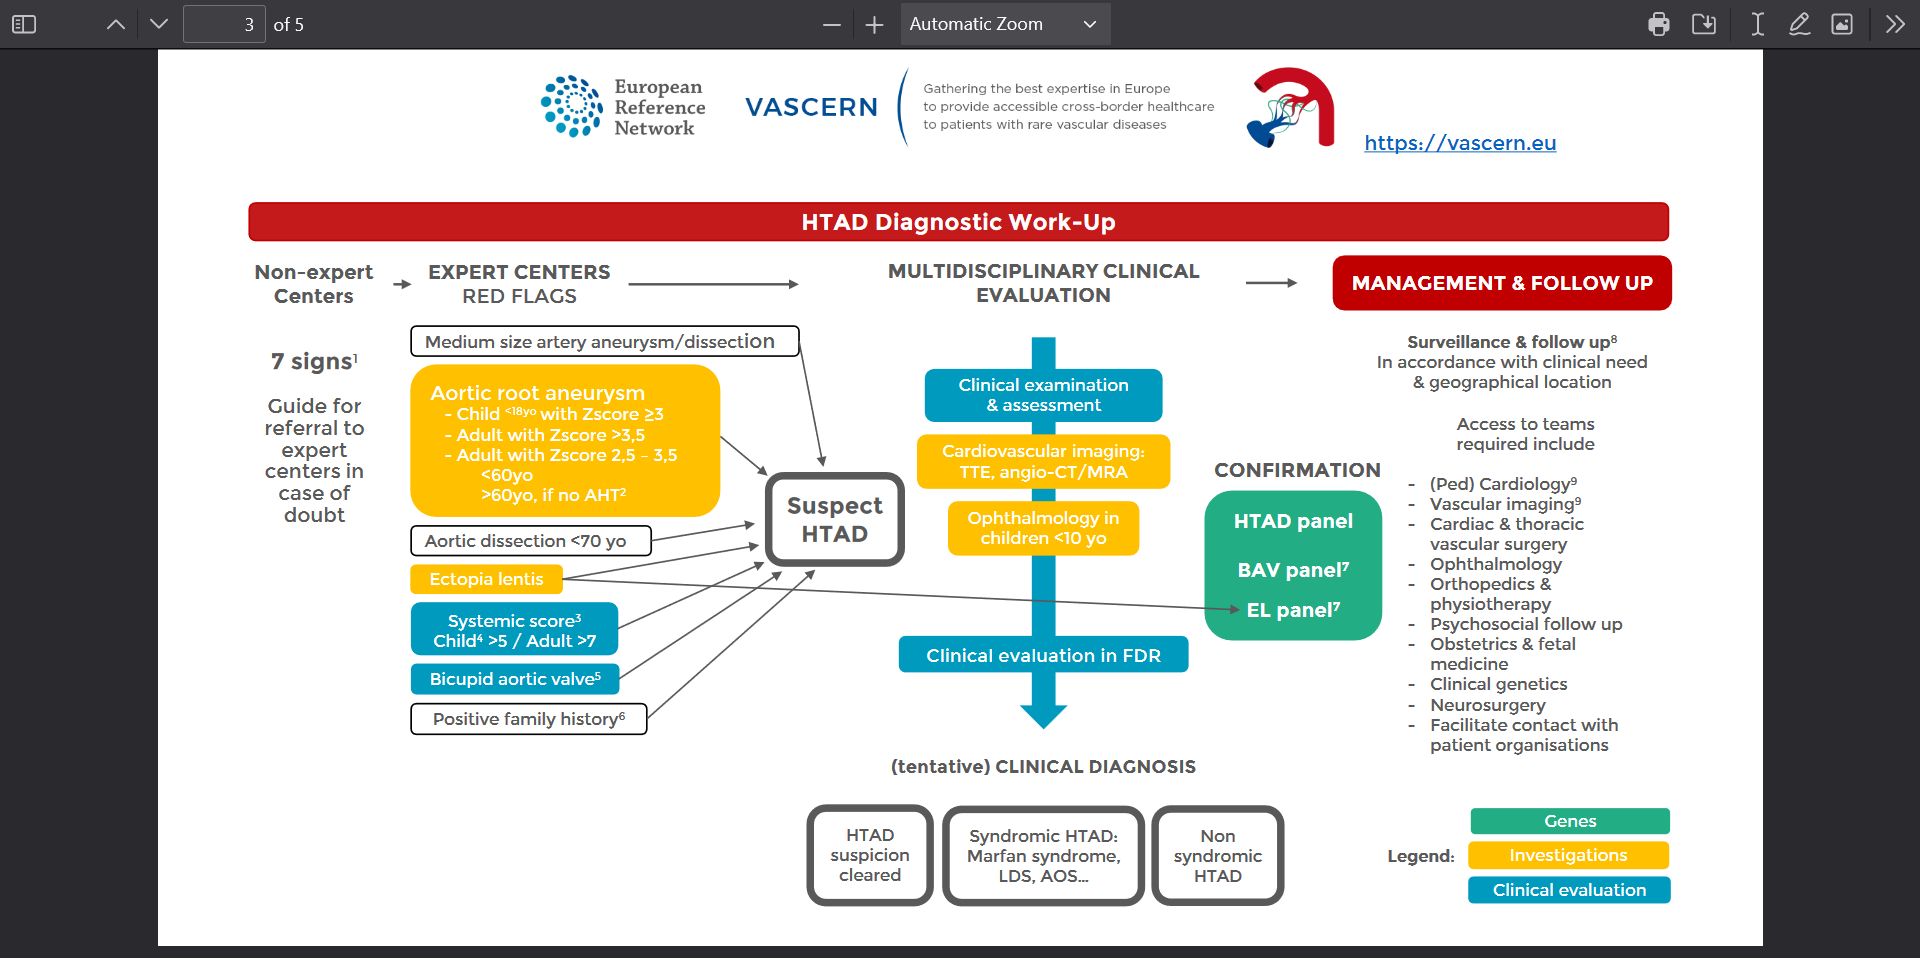 3 of 5
Automatic Zoom
European
Reference
Network
VASCERN
Gathering the best expertise in Europe
to provide accessible cross-border healthcare
to patients with rare vascular diseases
https://vascern.eu
HTAD Diagnostic Work-Up
Non-expert
Centers
EXPERT CENTERS
RED FLAGS
MULTIDISCIPLINARY CLINICAL
EVALUATION
MANAGEMENT & FOLLOW UP
7 signs¹
Guide for
referral to
expert
centers in
case of
doubt
Medium size artery aneurysm/dissection
Aortic root aneurysm
- Child <18yo with Zscore ≥3
- Adult with Zscore >3,5
- Adult with Zscore 2,5 – 3,5
<60yo
>60yo, if no AHT²
Aortic dissection <70 yo
Ectopia lentis
Systemic score³
Child⁴ >5 / Adult >7
Bicupid aortic valve⁵
Positive family history⁶
Suspect
HTAD
Clinical examination
& assessment
Cardiovascular imaging:
TTE, angio-CT/MRA
Ophthalmology in
children <10 yo
Clinical evaluation in FDR
CONFIRMATION
HTAD panel
BAV panel⁷
EL panel⁷
Surveillance & follow up⁸
In accordance with clinical need
& geographical location
Access to teams
required include
- (Ped) Cardiology⁹
- Vascular imaging⁹
- Cardiac & thoracic
vascular surgery
- Ophthalmology
- Orthopedics &
physiotherapy
- Psychosocial follow up
- Obstetrics & fetal
medicine
- Clinical genetics
- Neurosurgery
- Facilitate contact with
patient organisations
(tentative) CLINICAL DIAGNOSIS
HTAD
suspicion
cleared
Syndromic HTAD:
Marfan syndrome,
LDS, AOS...
Non
syndromic
HTAD
Legend:
Genes
Investigations
Clinical evaluation